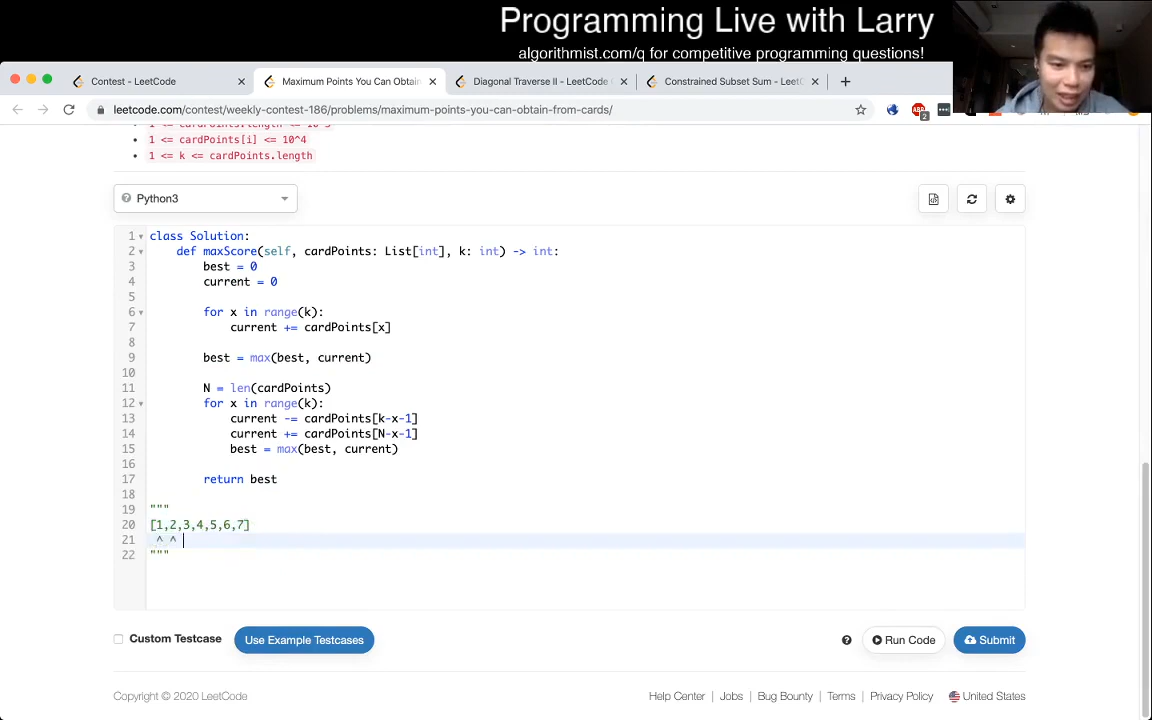 Programming Live with Larry
algorithmist.com/q for competitive programming questions!
Contest - LeetCode
Maximum Points You Can Obtain
Diagonal Traverse II - LeetCode
Constrained Subset Sum - LeetC
leetcode.com/contest/weekly-contest-186/problems/maximum-points-you-can-obtain-from-cards/
1 <= cardPoints.length <= 10^5
1 <= cardPoints[i] <= 10^4
1 <= k <= cardPoints.length
Python3
1 class Solution:
2 def maxScore(self, cardPoints: List[int], k: int) -> int:
3 best = 0
4 current = 0
5
6 for x in range(k):
7 current += cardPoints[x]
8
9 best = max(best, current)
10
11 N = len(cardPoints)
12 for x in range(k):
13 current -= cardPoints[k-x-1]
14 current += cardPoints[N-x-1]
15 best = max(best, current)
16
17 return best
18
19 """
20 [1,2,3,4,5,6,7]
21 ^ ^
22 """
Custom Testcase
Use Example Testcases
Run Code
Submit
Copyright © 2020 LeetCode
Help Center | Jobs | Bug Bounty | Terms | Privacy Policy
United States